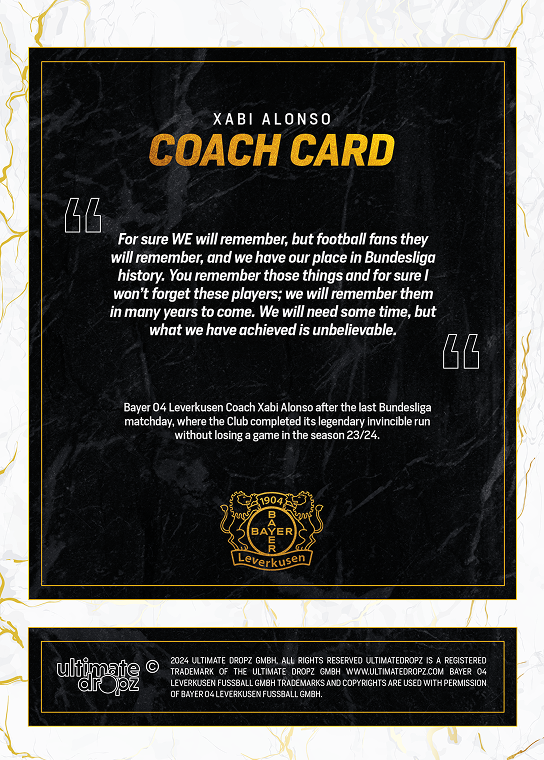 XABI ALONSO
COACH CARD
“
For sure WE will remember, but football fans they
will remember, and we have our place in Bundesliga
history. You remember those things and for sure I
won’t forget these players; we will remember them
in many years to come. We will need some time, but
what we have achieved is unbelievable.
“
Bayer 04 Leverkusen Coach Xabi Alonso after the last Bundesliga
matchday, where the Club completed its legendary invincible run
without losing a game in the season 23/24.
1904
BAYER
BAYER
Leverkusen
ultimate
dropz
©
2024 ULTIMATE DROPZ GMBH, ALL RIGHTS RESERVED ULTIMATEDROPZ IS A REGISTERED
TRADEMARK OF THE ULTIMATE DROPZ GMBH WWW.ULTIMATEDROPZ.COM BAYER 04
LEVERKUSEN FUSSBALL GMBH TRADEMARKS AND COPYRIGHTS ARE USED WITH PERMISSION
OF BAYER 04 LEVERKUSEN FUSSBALL GMBH.